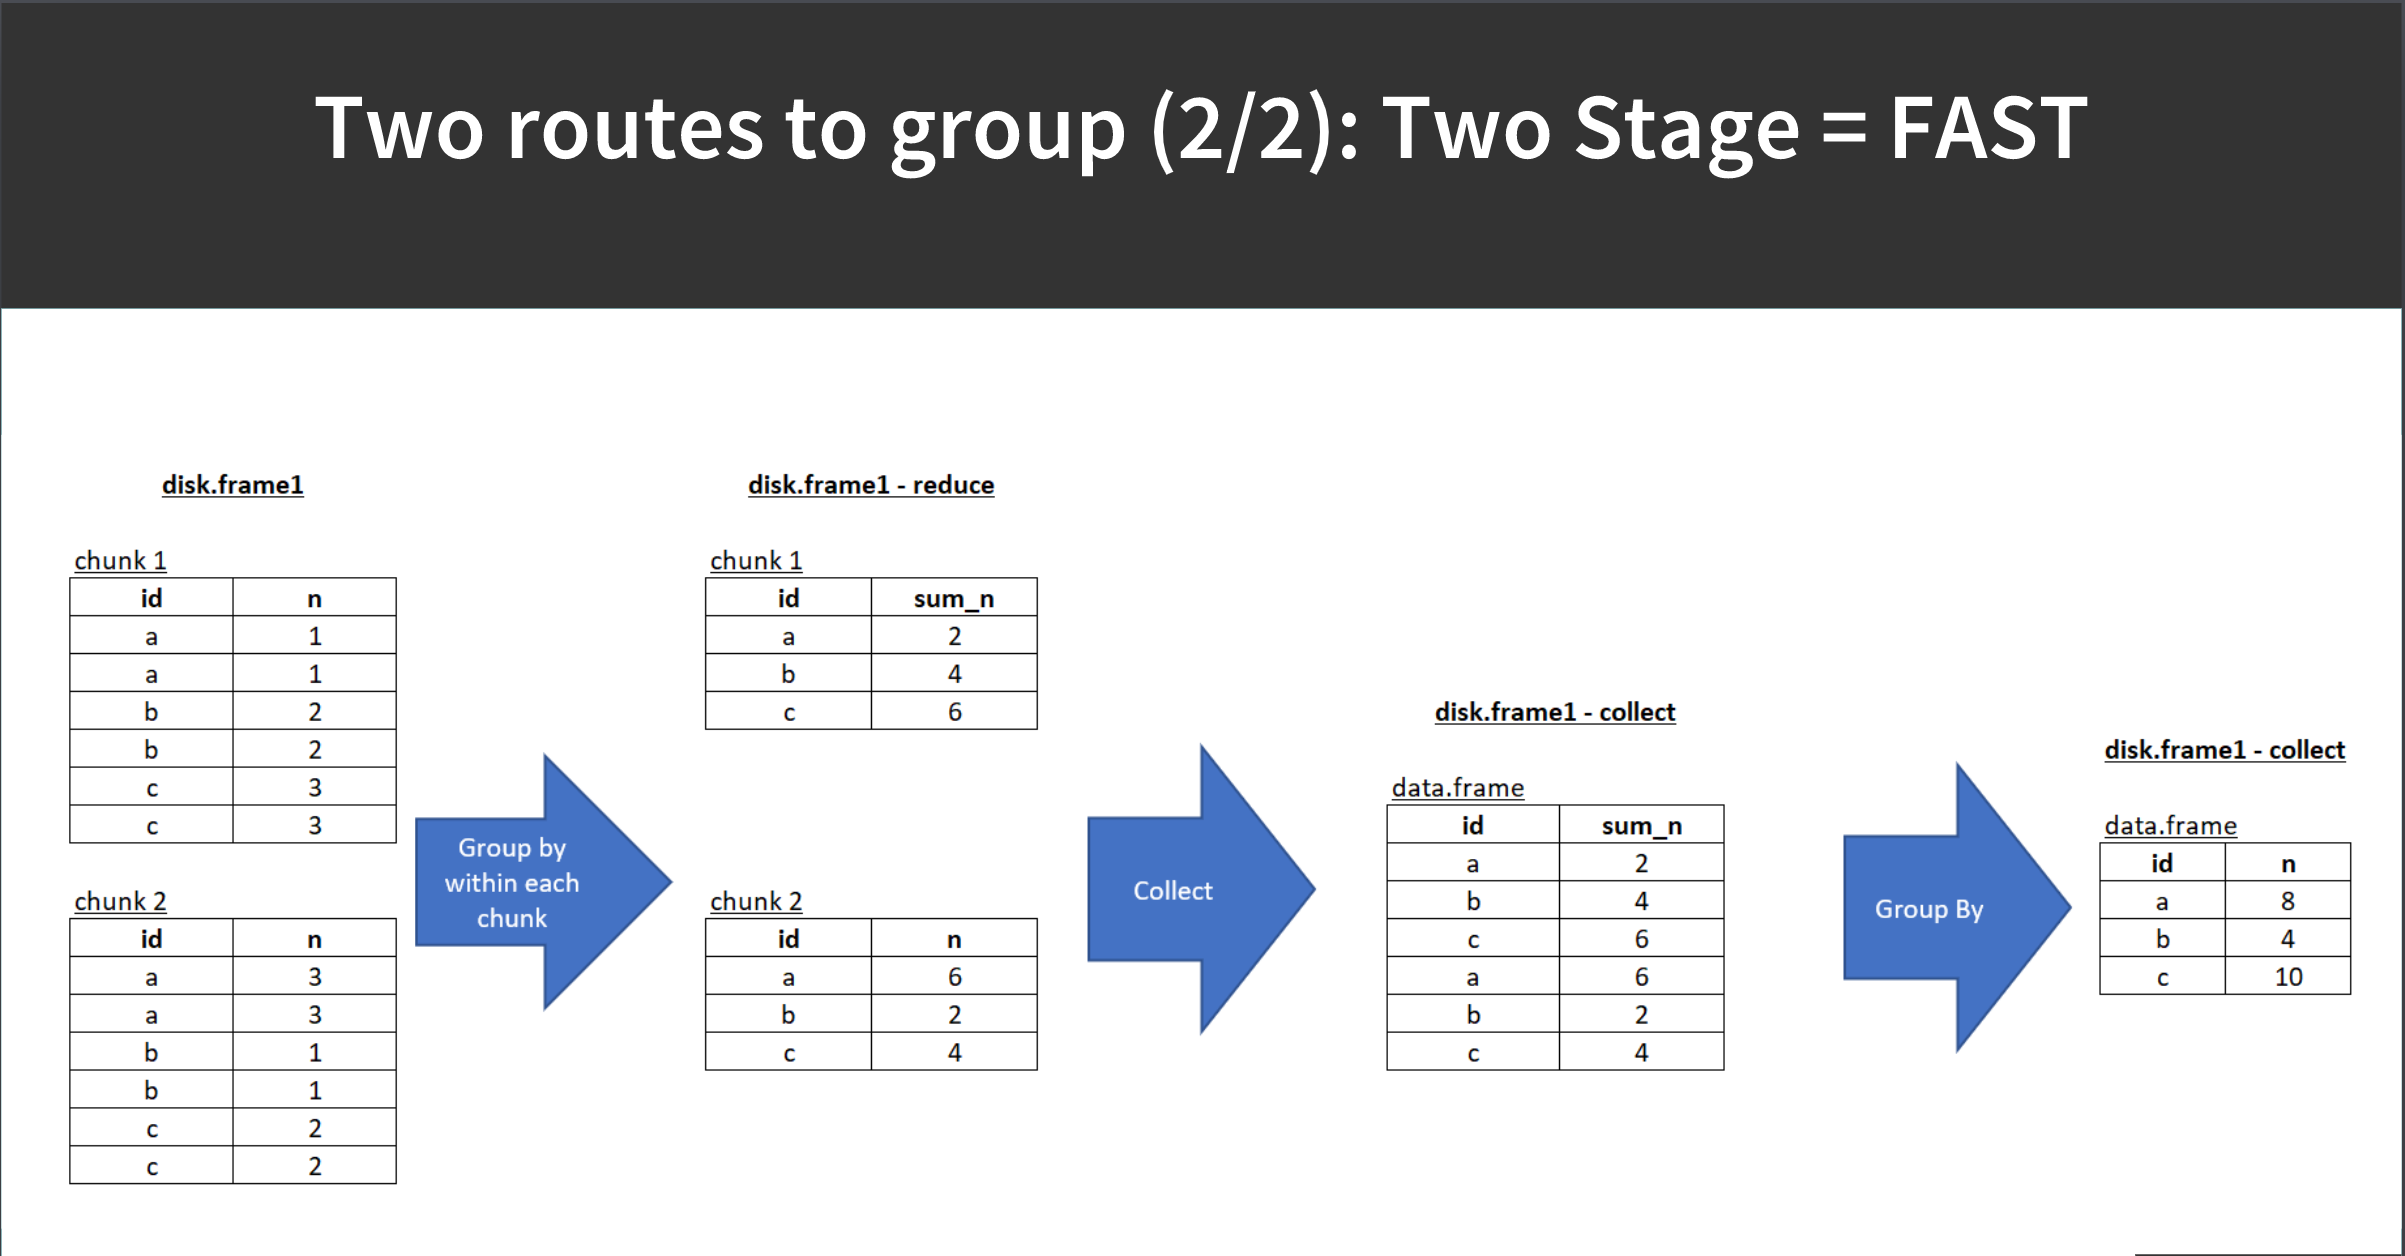 Two routes to group (2/2): Two Stage = FAST
disk.frame1
chunk 1
id n
a 1
a 1
b 2
b 2
c 3
c 3
chunk 2
id n
a 3
a 3
b 1
b 1
c 2
c 2
Group by
within each
chunk
disk.frame1 - reduce
chunk 1
id sum_n
a 2
b 4
c 6
chunk 2
id n
a 6
b 2
c 4
Collect
disk.frame1 - collect
data.frame
id sum_n
a 2
b 4
c 6
a 6
b 2
c 4
Group By
disk.frame1 - collect
data.frame
id n
a 8
b 4
c 10